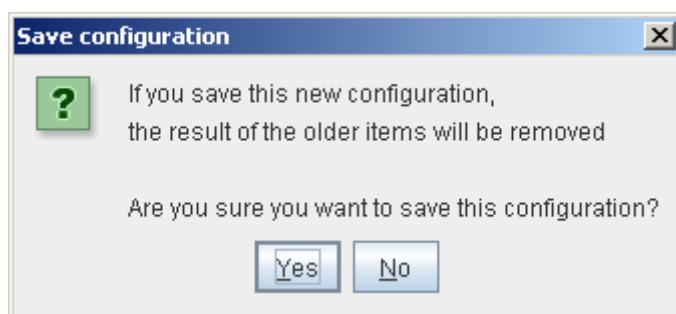 Save configuration
If you save this new configuration,
the result of the older items will be removed
Are you sure you want to save this configuration?
Yes No